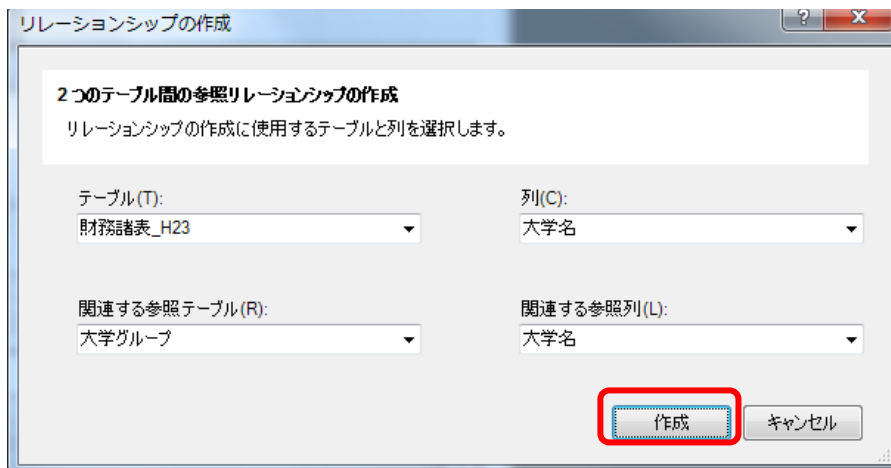 リレーションシップの作成
2 つのテーブル間の参照リレーションシップの作成
リレーションシップの作成に使用するテーブルと列を選択します。
テーブル(T):
列(C):
財務諸表_H23
大学名
関連する参照テーブル(R):
関連する参照列(L):
大学グループ
大学名
作成
キャンセル